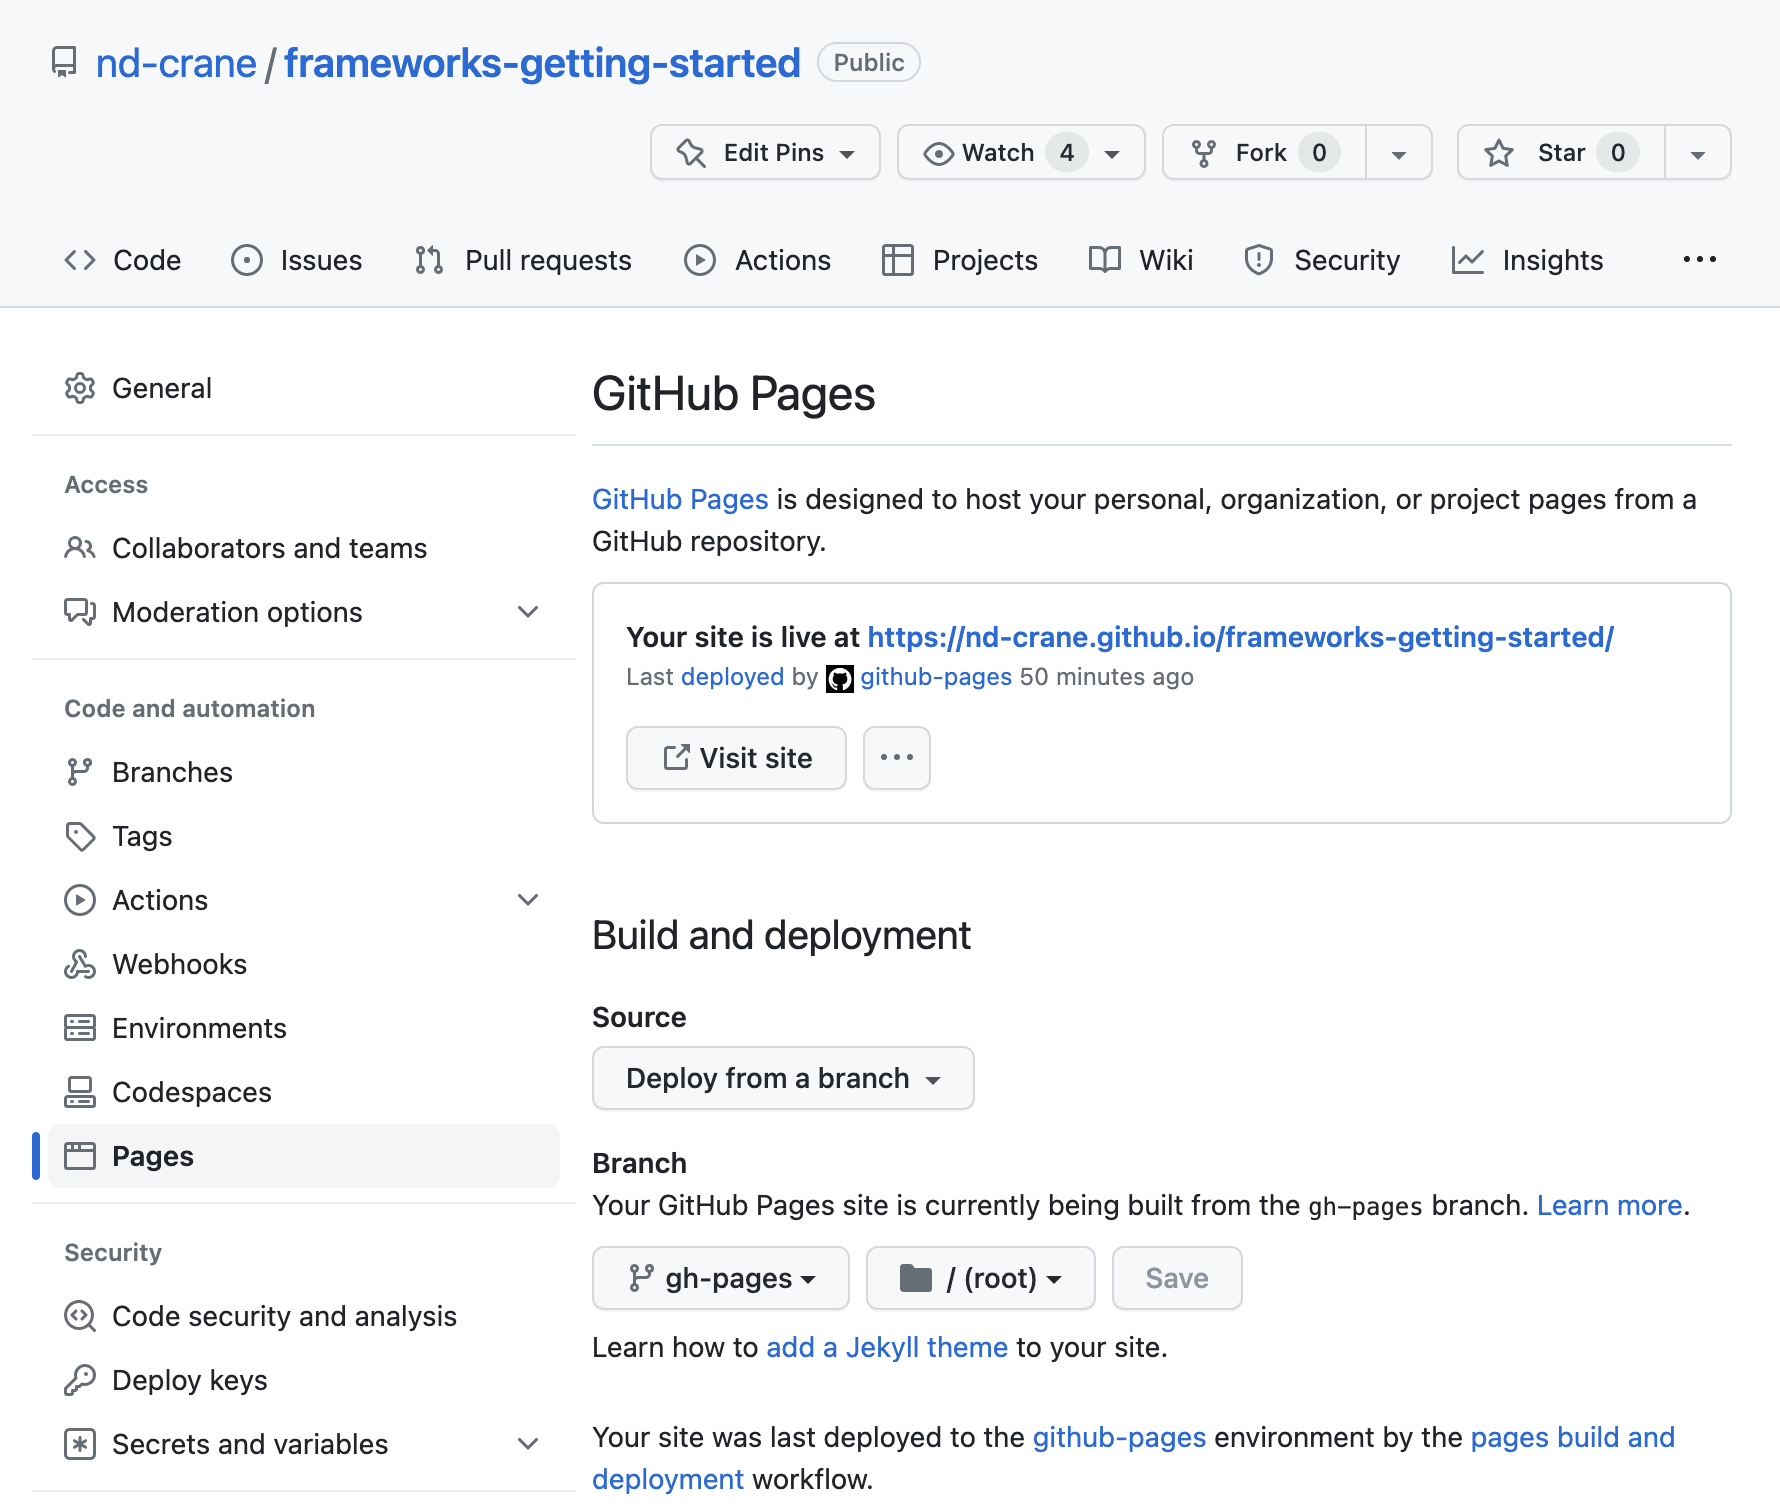 nd-crane / frameworks-getting-started Public
Edit Pins Watch 4 Fork 0 Star 0
Code Issues Pull requests Actions Projects Wiki Security Insights
General
Access
Collaborators and teams
Moderation options
Code and automation
Branches
Tags
Actions
Webhooks
Environments
Codespaces
Pages
Security
Code security and analysis
Deploy keys
Secrets and variables
GitHub Pages
GitHub Pages is designed to host your personal, organization, or project pages from a
GitHub repository.
Your site is live at https://nd-crane.github.io/frameworks-getting-started/
Last deployed by github-pages 50 minutes ago
Visit site
Build and deployment
Source
Deploy from a branch
Branch
Your GitHub Pages site is currently being built from the gh-pages branch. Learn more.
gh-pages / (root) Save
Learn how to add a Jekyll theme to your site.
Your site was last deployed to the github-pages environment by the pages build and
deployment workflow.